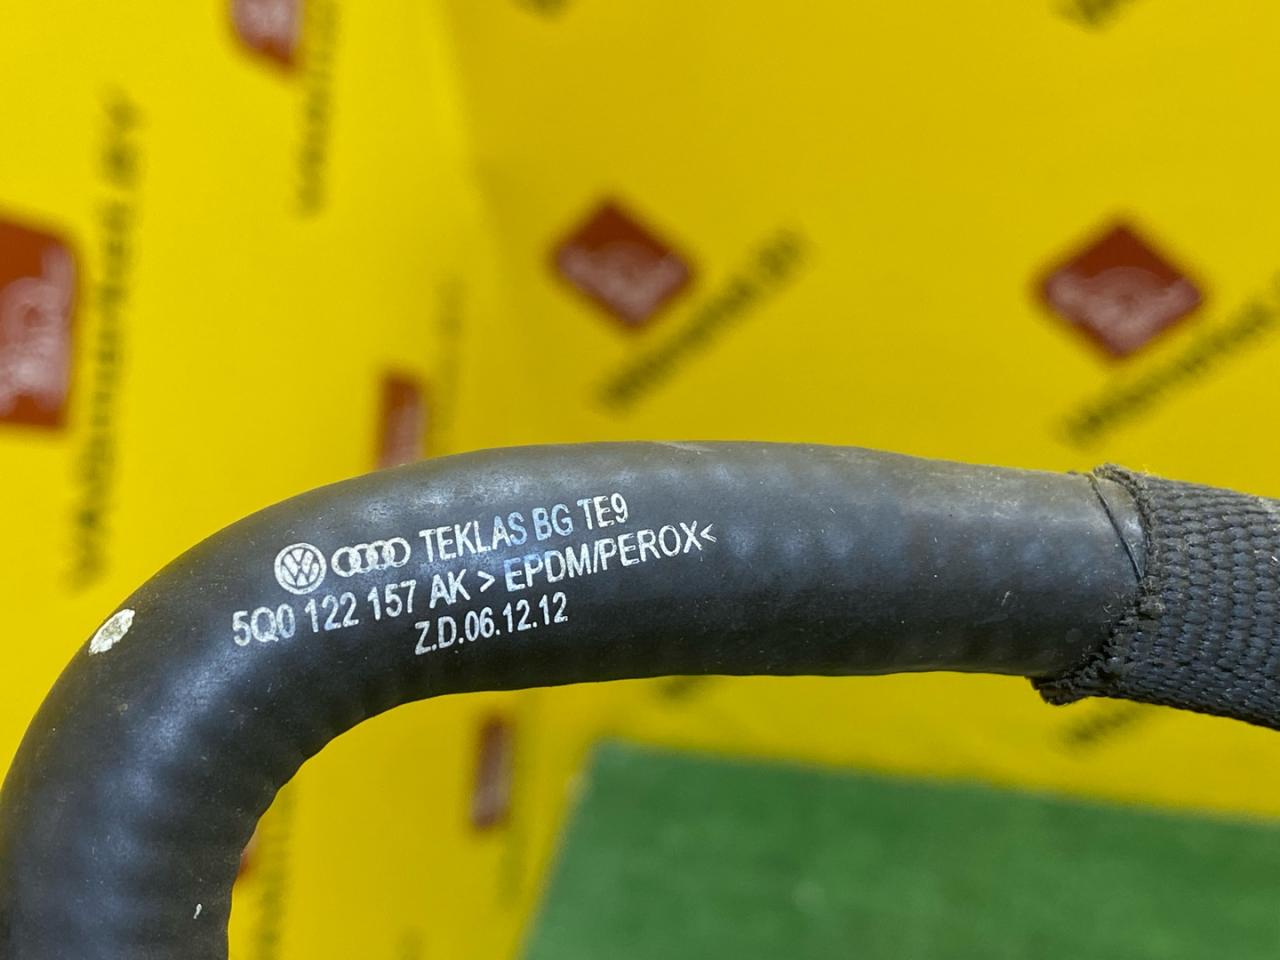 TEKLAS BG TE9
5Q0 122 157 AK >EPDM/PEROX<
Z.D.06.12.12